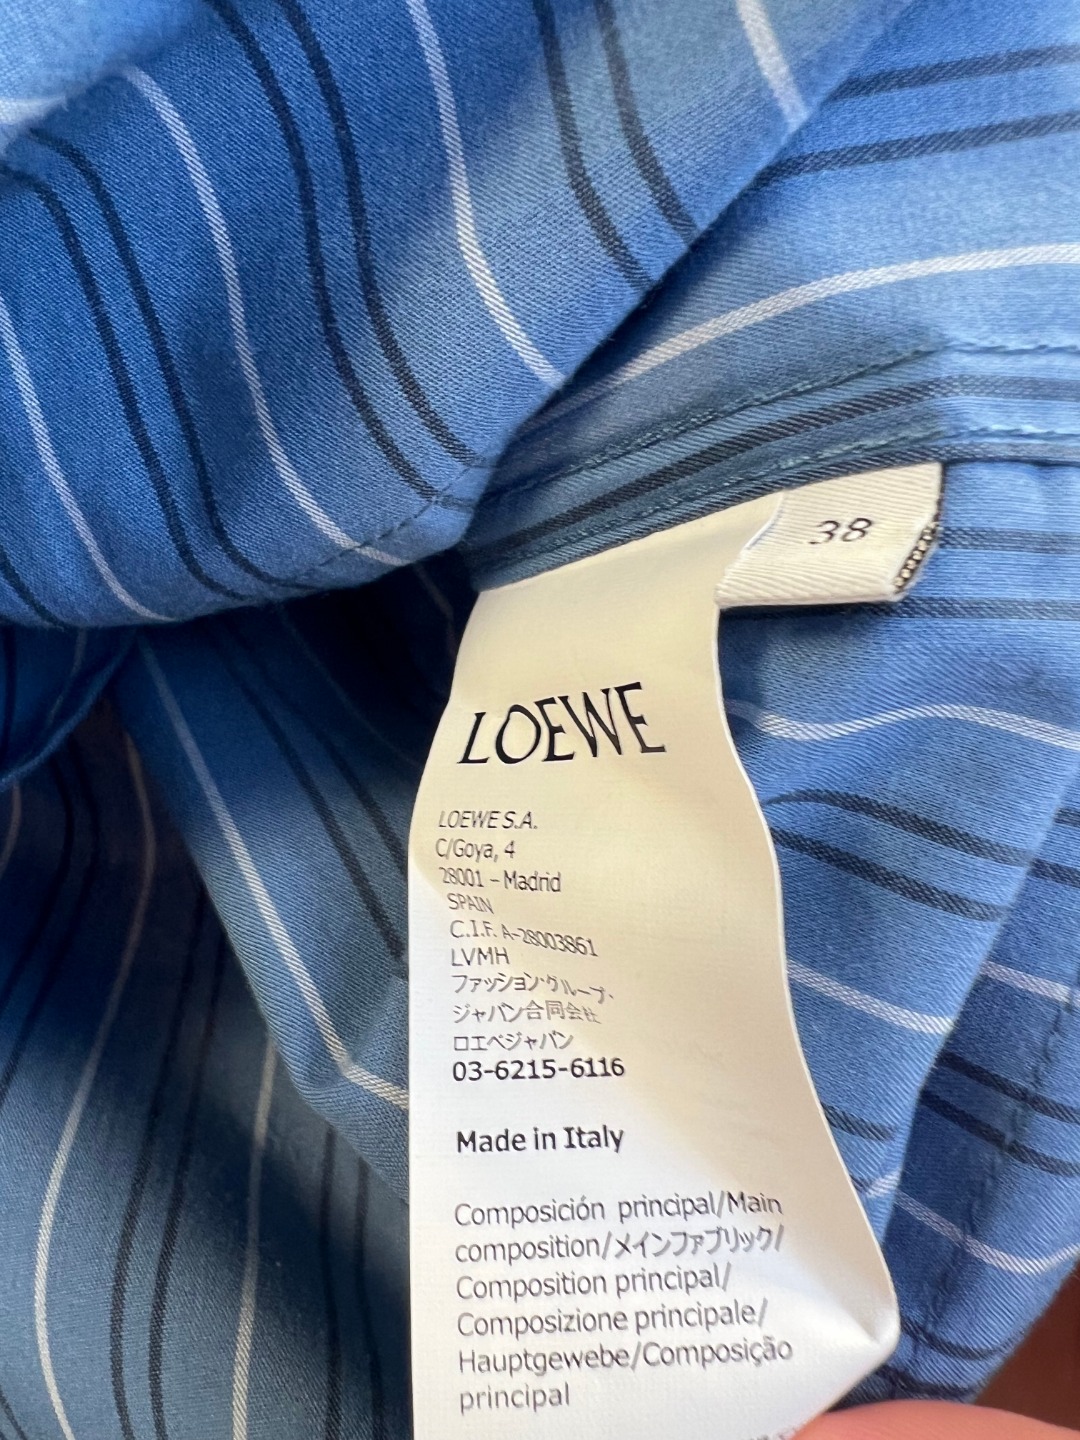 38
LOEWE
LOEWE S.A.
C/Goya, 4
28001 - Madrid
SPAIN
C.I.F. A-28003861
LVMH
ファッション・グループ・
ジャパン合同会社
ロエベジャパン
03-6215-6116
Made in Italy
Composición principal/Main
composition/メインファブリック/
Composition principal/
Composizione principale/
Hauptgewebe/Composição
principal